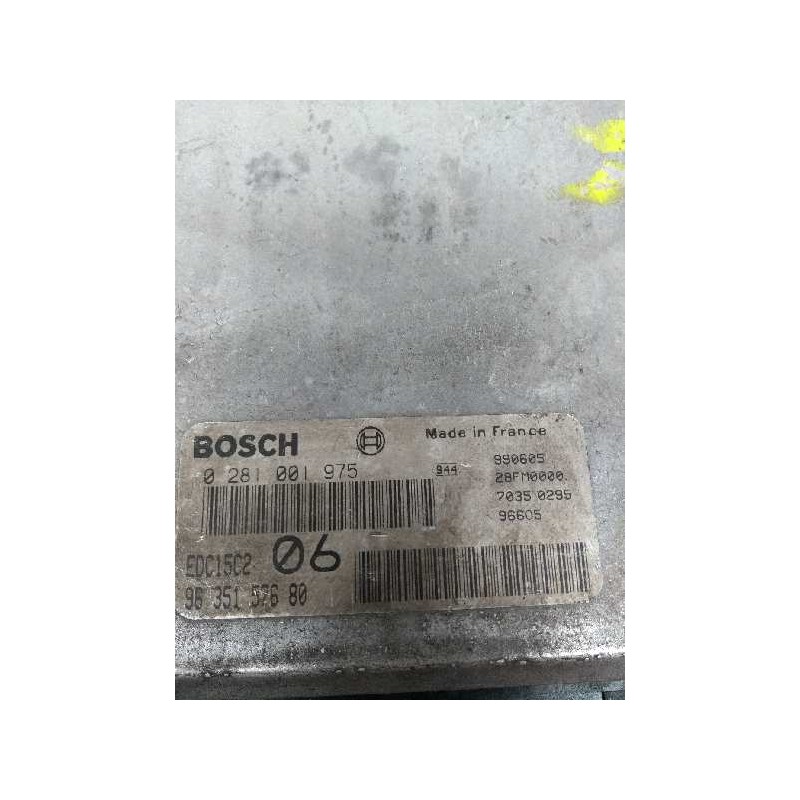 BOSCH
Made in France
0 281 001 975
944
990605
28FM0000.
7035 0295
96605
EDC15C2
06
96 351 576 80